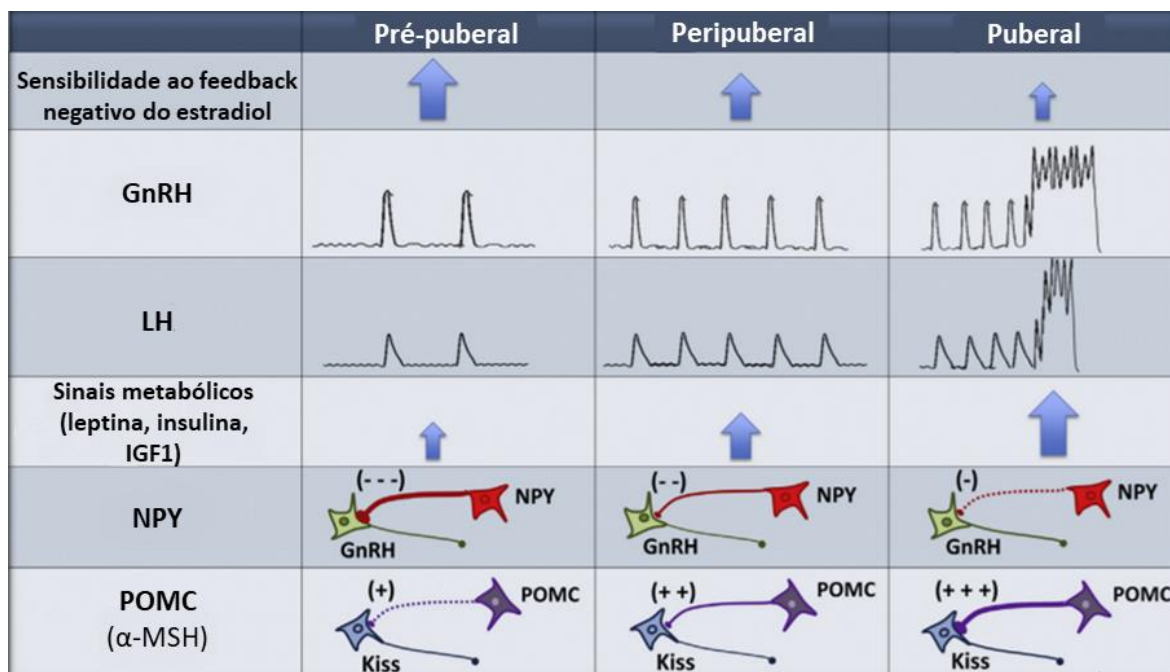 Pré-puberal Peripuberal Puberal
Sensibilidade ao feedback
negativo do estradiol
GnRH
LH
Sinais metabólicos
(leptina, insulina,
IGF1)
NPY
(- - -) NPY
GnRH
(- -) NPY
GnRH
(-) NPY
GnRH
POMC
(α-MSH)
(+) POMC
Kiss
(+ +) POMC
Kiss
(+ + +) POMC
Kiss